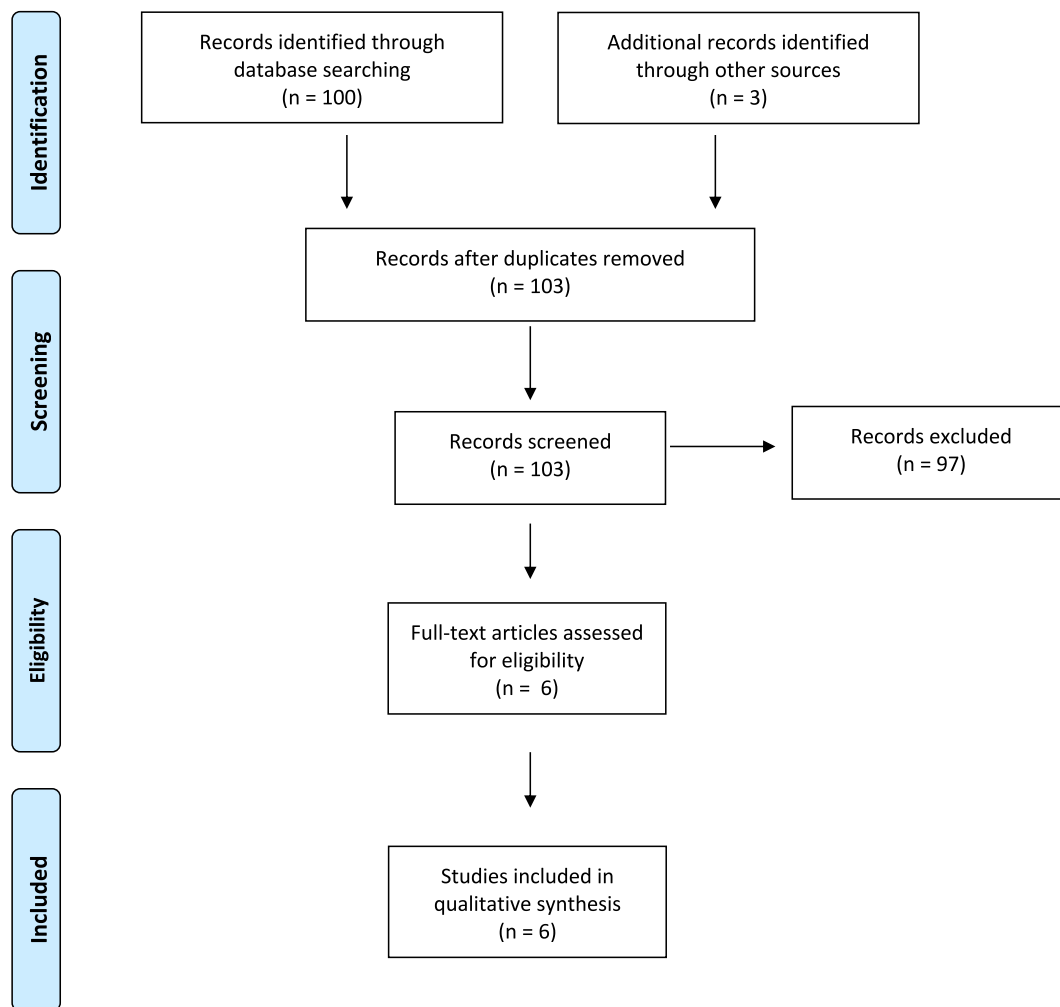 Identification
Records identified through
database searching
(n = 100)
Additional records identified
through other sources
(n = 3)
Records after duplicates removed
(n = 103)
Screening
Records screened
(n = 103)
Records excluded
(n = 97)
Eligibility
Full-text articles assessed
for eligibility
(n =  6)
Included
Studies included in
qualitative synthesis
(n = 6)